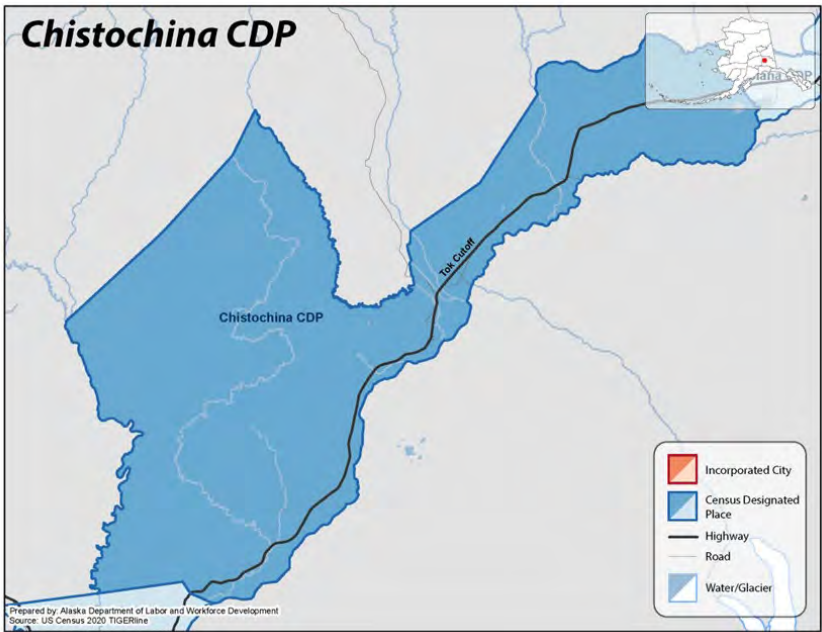 Chistochina CDP
CDP
Tok Cutoff
Chistochina CDP
Incorporated City
Census Designated
Place
Highway
Road
Water/Glacier
Prepared by: Alaska Department of Labor and Workforce Development
Source: US Census 2020 TIGERline